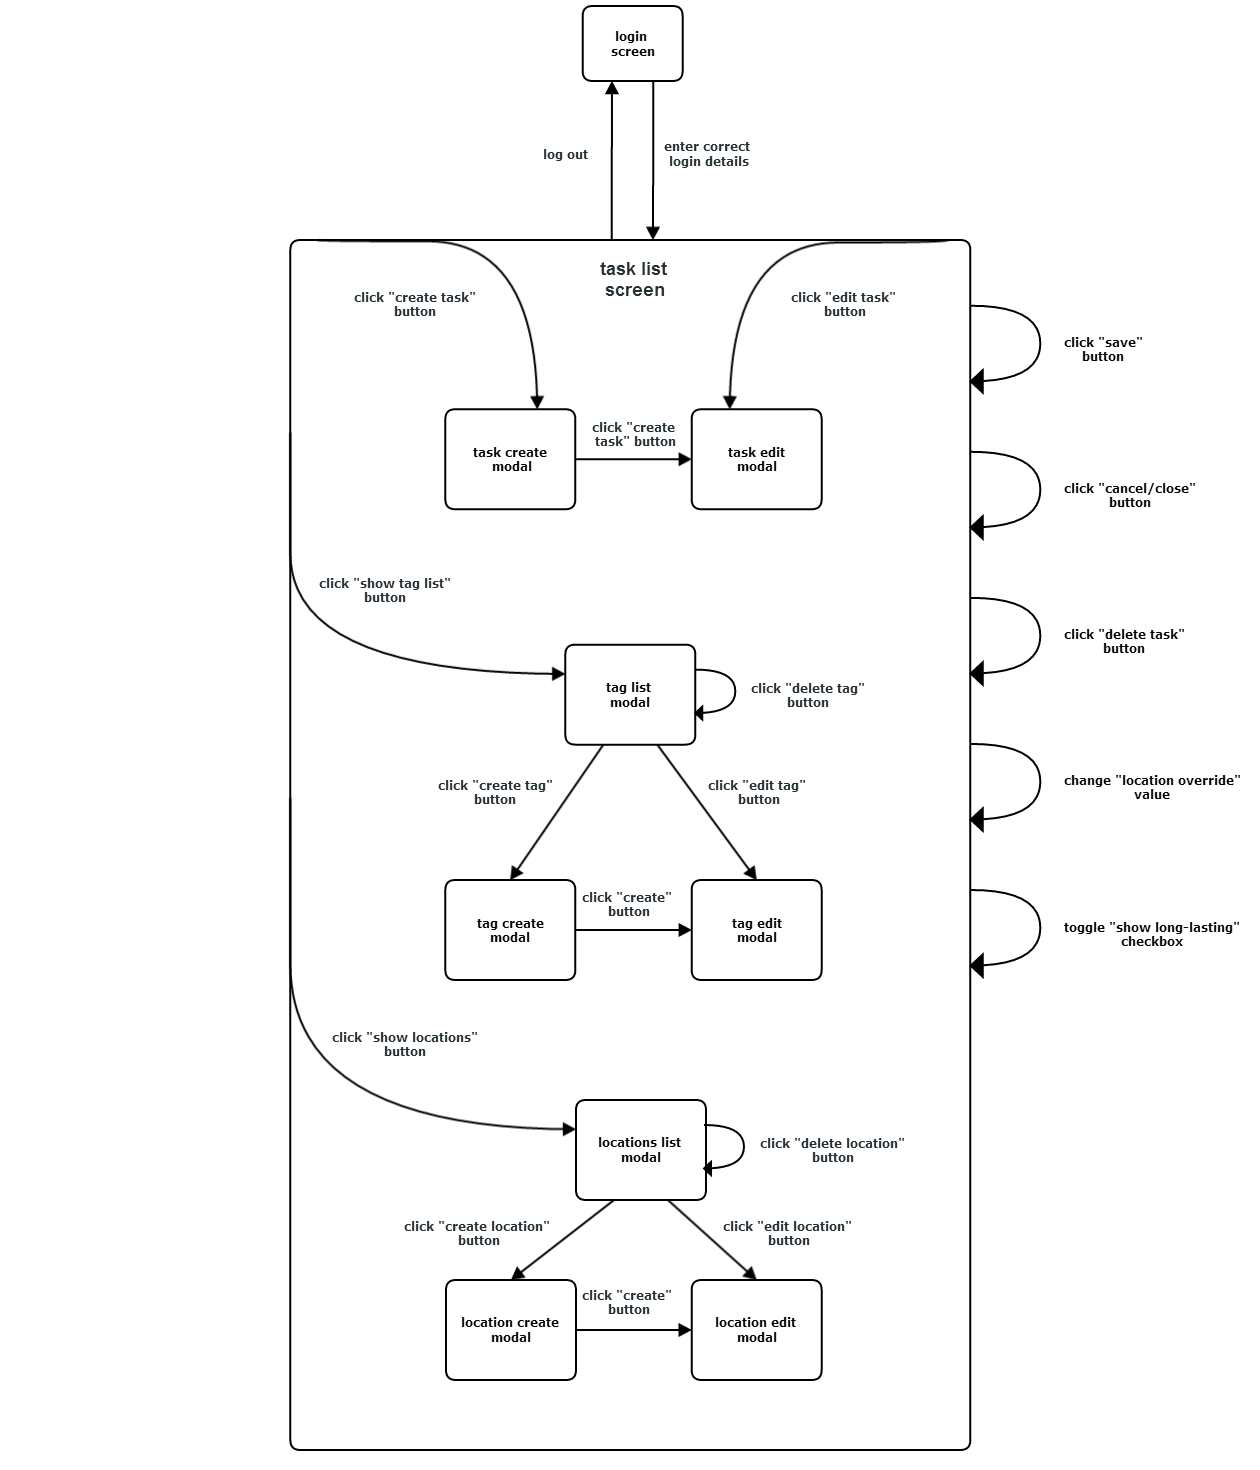 login
screen
log out
enter correct
login details
task list
screen
click "create task"
button
click "edit task"
button
click "save"
button
click "create
task" button
task create
modal
task edit
modal
click "cancel/close"
button
click "show tag list"
button
click "delete task"
button
tag list
modal
click "delete tag"
button
click "create tag"
button
click "edit tag"
button
change "location override"
value
click "create"
button
tag create
modal
tag edit
modal
toggle "show long-lasting"
checkbox
click "show locations"
button
locations list
modal
click "delete location"
button
click "create location"
button
click "edit location"
button
click "create"
button
location create
modal
location edit
modal